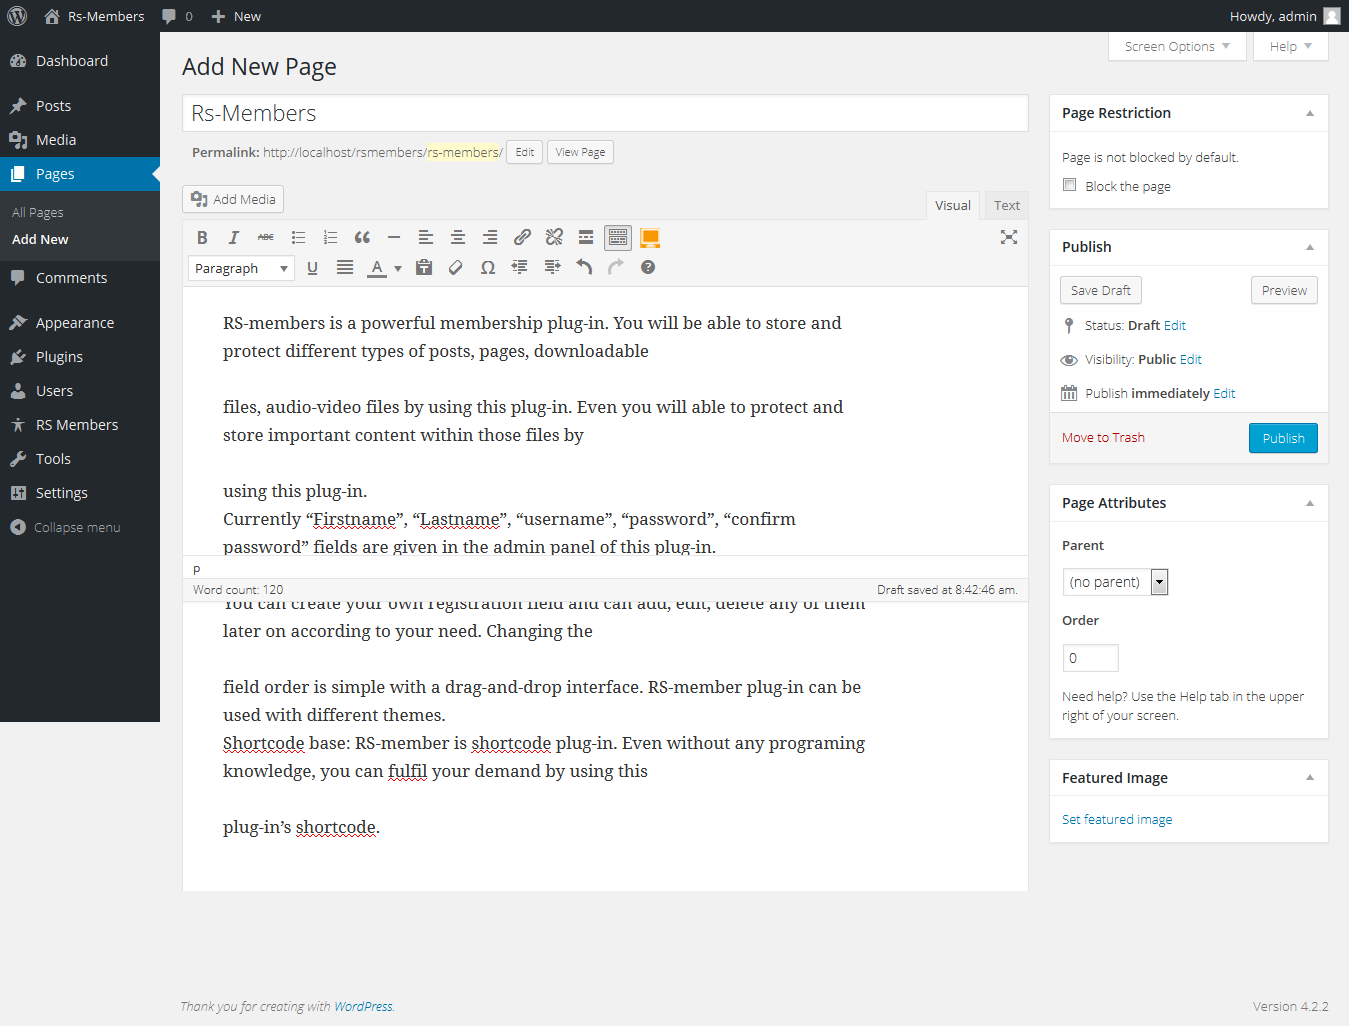 Rs-Members
0
New
Howdy, admin
Dashboard
Posts
Media
Pages
All Pages
Add New
Comments
Appearance
Plugins
Users
RS Members
Tools
Settings
Collapse menu
Screen Options
Help
Add New Page
Rs-Members
Permalink: http://localhost/rsmembers/rs-members/
Edit
View Page
Add Media
Visual
Text
B I ABC
Paragraph
U
A
RS-members is a powerful membership plug-in. You will be able to store and
protect different types of posts, pages, downloadable
files, audio-video files by using this plug-in. Even you will able to protect and
store important content within those files by
using this plug-in.
Currently “Firstname”, “Lastname”, “username”, “password”, “confirm
password” fields are given in the admin panel of this plug-in.
p
Word count: 120
Draft saved at 8:42:46 am.
You can create your own registration field and can add, edit, delete any of them
later on according to your need. Changing the
field order is simple with a drag-and-drop interface. RS-member plug-in can be
used with different themes.
Shortcode base: RS-member is shortcode plug-in. Even without any programing
knowledge, you can fulfil your demand by using this
plug-in’s shortcode.
Page Restriction
Page is not blocked by default.
Block the page
Publish
Save Draft
Preview
Status: Draft Edit
Visibility: Public Edit
Publish immediately Edit
Move to Trash
Publish
Page Attributes
Parent
(no parent)
Order
0
Need help? Use the Help tab in the upper
right of your screen.
Featured Image
Set featured image
Thank you for creating with WordPress.
Version 4.2.2